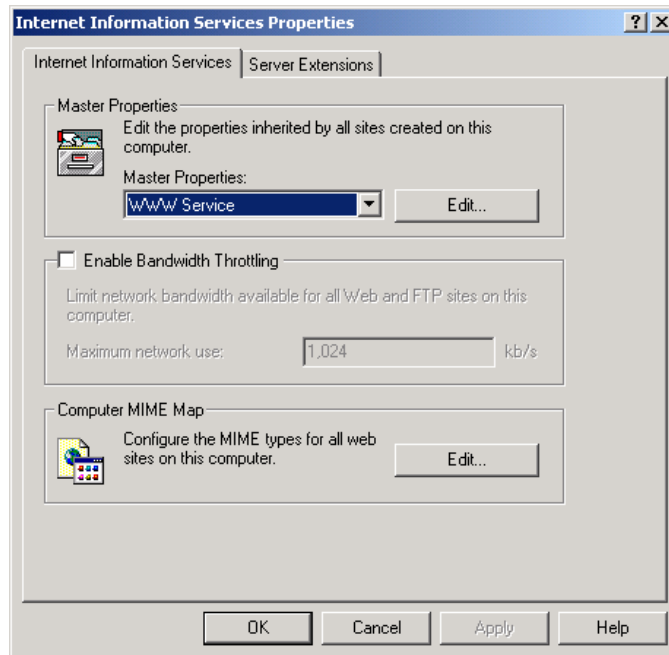 Internet Information Services Properties
Internet Information Services
Server Extensions
Master Properties
Edit the properties inherited by all sites created on this
computer.
Master Properties:
WWW Service
Edit...
Enable Bandwidth Throttling
Limit network bandwidth available for all Web and FTP sites on this
computer.
Maximum network use:
1,024
kb/s
Computer MIME Map
Configure the MIME types for all web
sites on this computer.
Edit...
OK
Cancel
Apply
Help